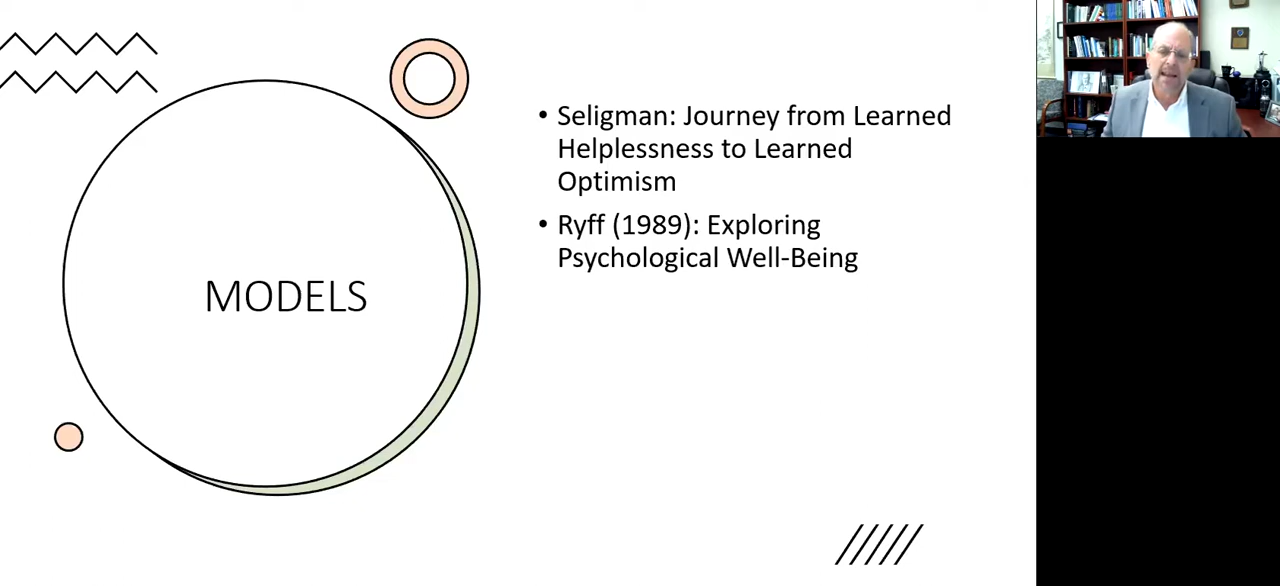 MODELS
• Seligman: Journey from Learned
Helplessness to Learned
Optimism
• Ryff (1989): Exploring
Psychological Well-Being